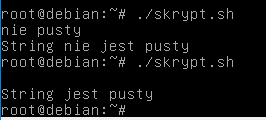 root@debian:~# ./skrypt.sh
nie pusty
String nie jest pusty
root@debian:~# ./skrypt.sh

String jest pusty
root@debian:~#